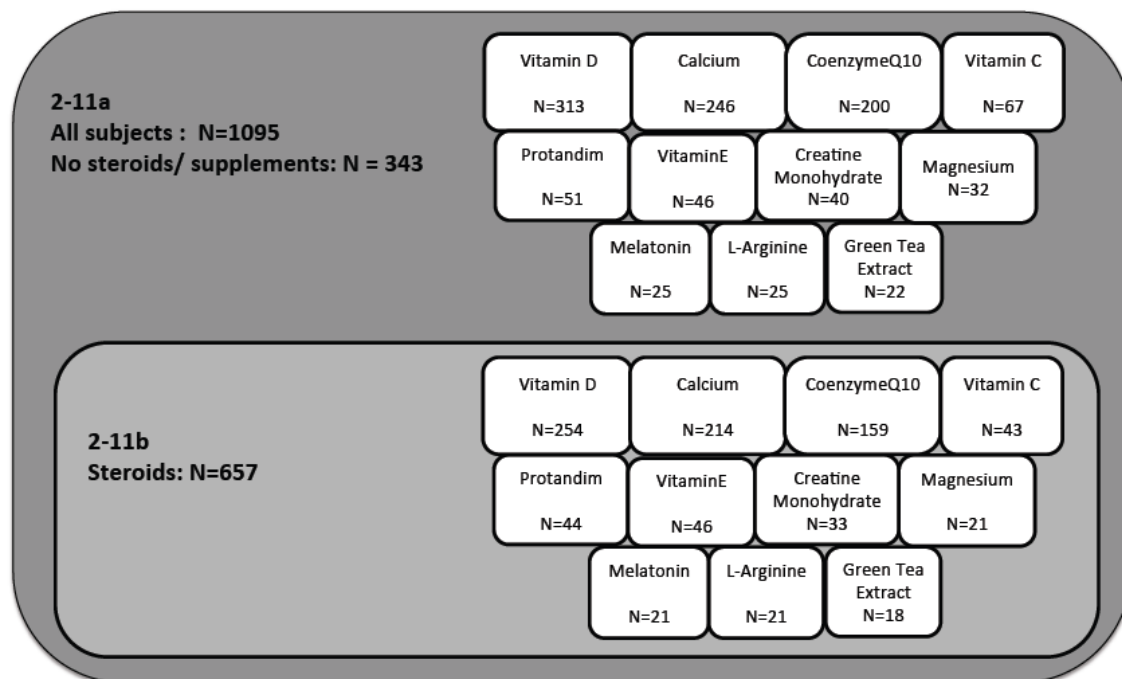 2-11a
All subjects :  N=1095
No steroids/ supplements: N = 343
Vitamin D
N=313
Calcium
N=246
CoenzymeQ10
N=200
Vitamin C
N=67
Protandim
N=51
VitaminE
N=46
Creatine
Monohydrate
N=40
Magnesium
N=32
Melatonin
N=25
L-Arginine
N=25
Green Tea
Extract
N=22
2-11b
Steroids: N=657
Vitamin D
N=254
Calcium
N=214
CoenzymeQ10
N=159
Vitamin C
N=43
Protandim
N=44
VitaminE
N=46
Creatine
Monohydrate
N=33
Magnesium
N=21
Melatonin
N=21
L-Arginine
N=21
Green Tea
Extract
N=18